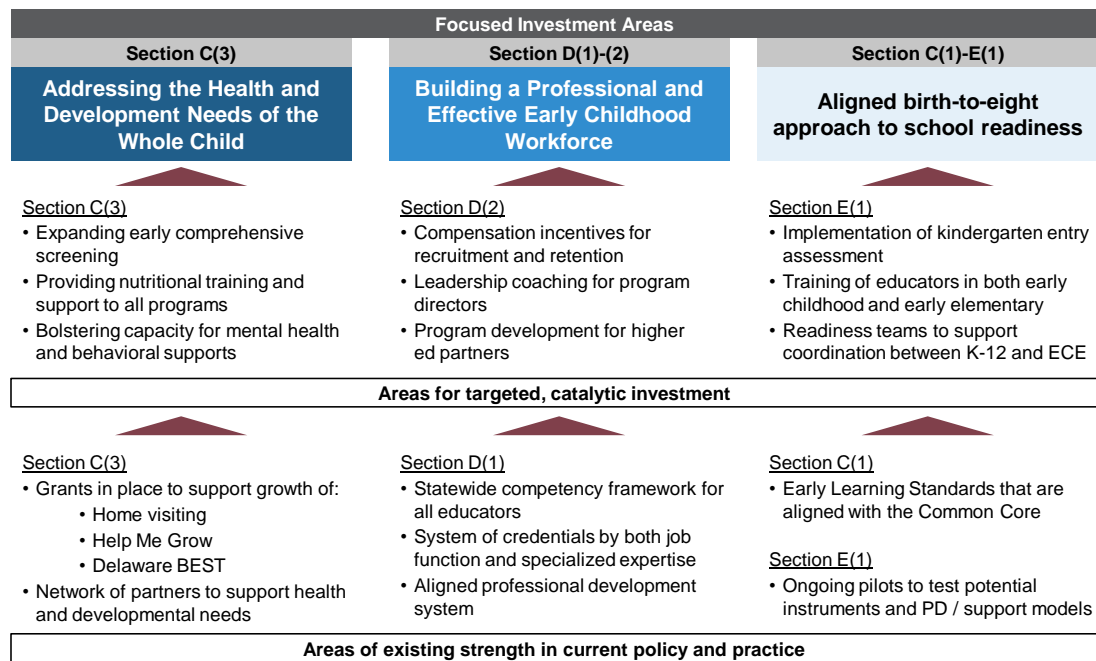 Focused Investment Areas
Section C(3)
Addressing the Health and
Development Needs of the
Whole Child
Section D(1)-(2)
Building a Professional and
Effective Early Childhood
Workforce
Section C(1)-E(1)
Aligned birth-to-eight
approach to school readiness
Section C(3)
• Expanding early comprehensive
screening
• Providing nutritional training and
support to all programs
• Bolstering capacity for mental health
and behavioral supports
Section D(2)
• Compensation incentives for
recruitment and retention
• Leadership coaching for program
directors
• Program development for higher
ed partners
Section E(1)
• Implementation of kindergarten entry
assessment
• Training of educators in both early
childhood and early elementary
• Readiness teams to support
coordination between K-12 and ECE
Areas for targeted, catalytic investment
Section C(3)
• Grants in place to support growth of:
• Home visiting
• Help Me Grow
• Delaware BEST
• Network of partners to support health
and developmental needs
Section D(1)
• Statewide competency framework for
all educators
• System of credentials by both job
function and specialized expertise
• Aligned professional development
system
Section C(1)
• Early Learning Standards that are
aligned with the Common Core
Section E(1)
• Ongoing pilots to test potential
instruments and PD / support models
Areas of existing strength in current policy and practice